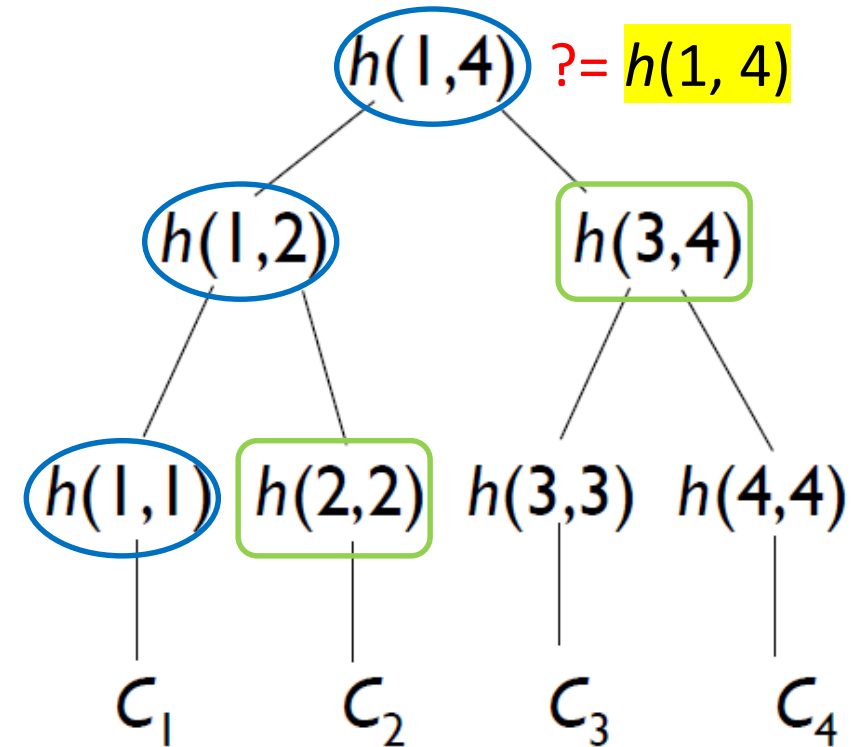 h(1,4) ?= h(1, 4)
h(1,2) h(3,4)
h(1,1) h(2,2) h(3,3) h(4,4)
C₁ C₂ C₃ C₄